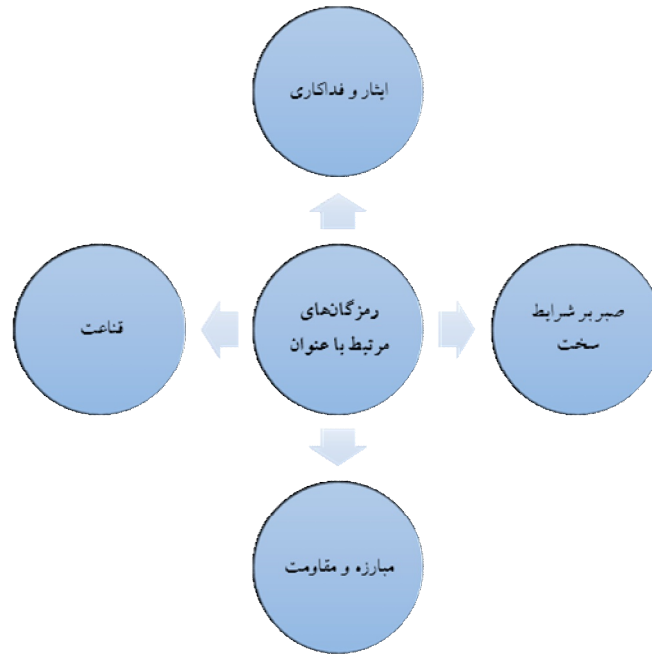 ایثار و فداکاری
رمزگان‌های
مرتبط با عنوان
صبر بر شرایط
سخت
قناعت
مبارزه و مقاومت